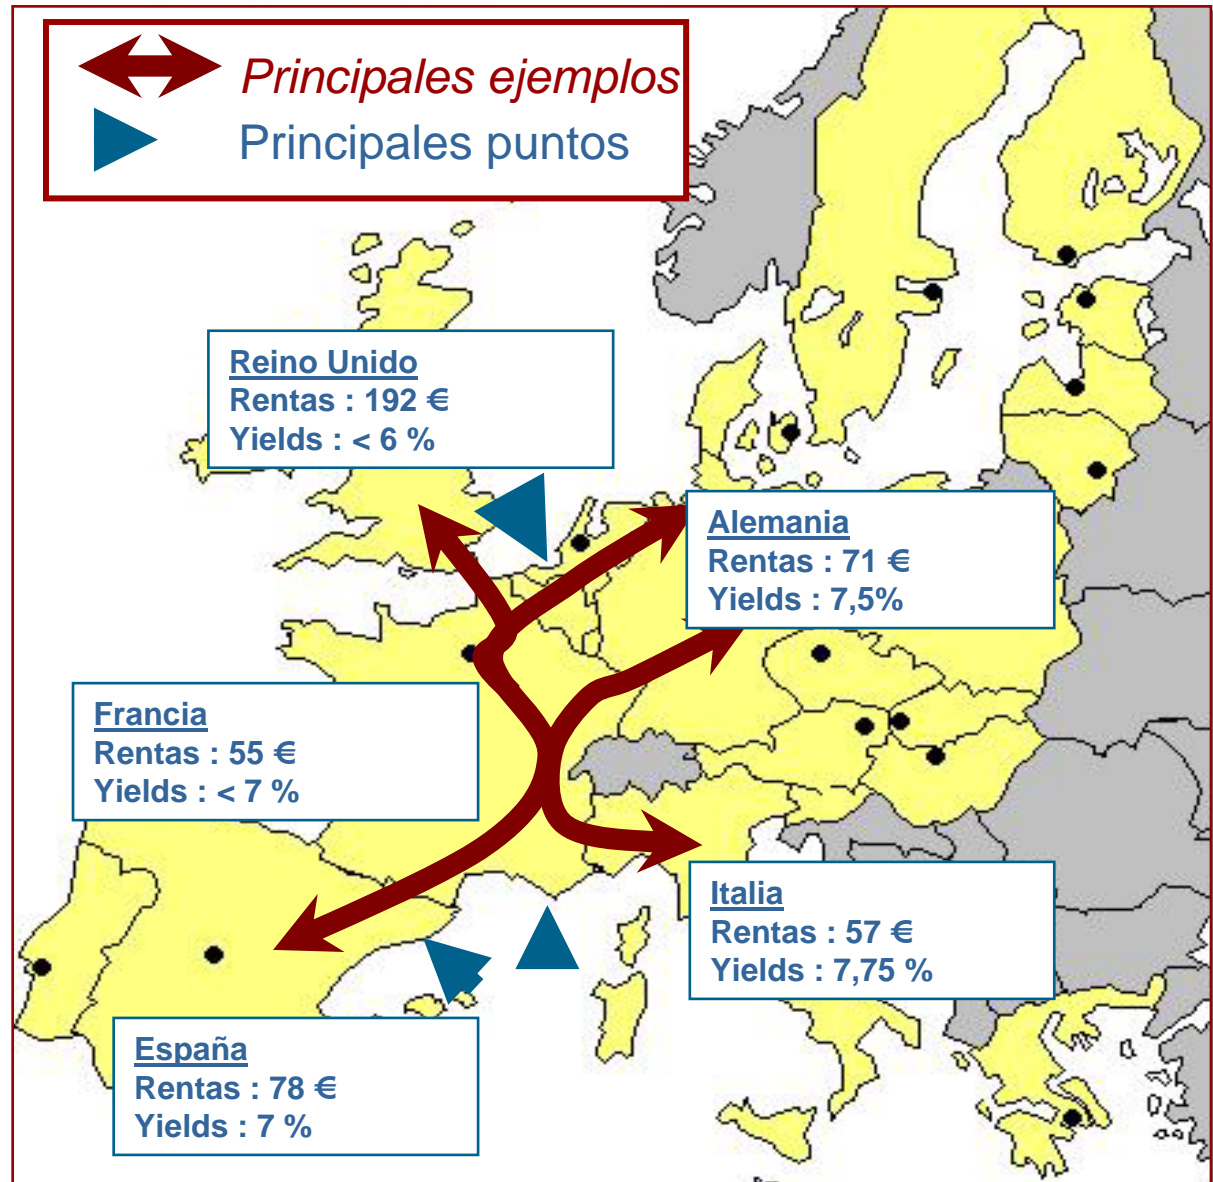 Principales ejemplos
Principales puntos
Reino Unido
Rentas : 192 €
Yields : < 6 %
Alemania
Rentas : 71 €
Yields : 7,5%
Francia
Rentas : 55 €
Yields : < 7 %
Italia
Rentas : 57 €
Yields : 7,75 %
España
Rentas : 78 €
Yields : 7 %